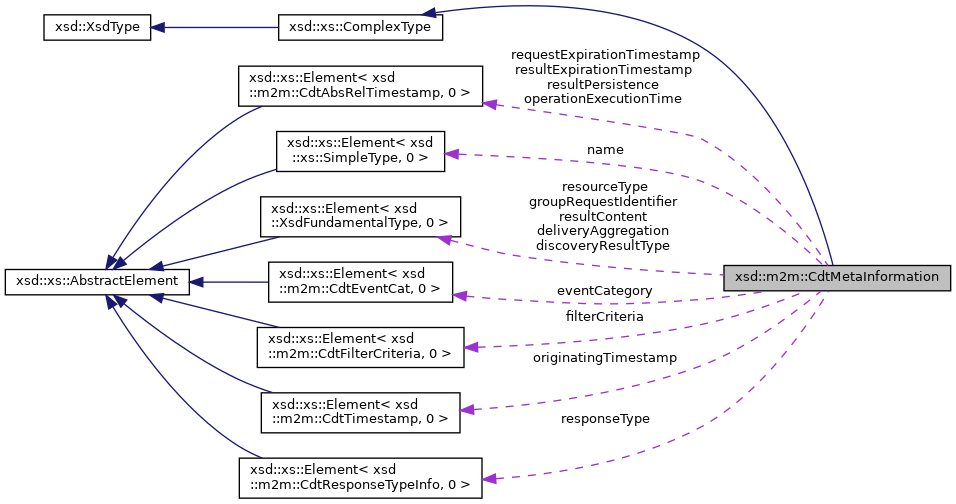 xsd::XsdType
xsd::xs::ComplexType
requestExpirationTimestamp
resultExpirationTimestamp
resultPersistence
operationExecutionTime
xsd::xs::Element< xsd
::m2m::CdtAbsRelTimestamp, 0 >
xsd::xs::Element< xsd
::xs::SimpleType, 0 >
name
resourceType
groupRequestIdentifier
resultContent
deliveryAggregation
discoveryResultType
xsd::xs::Element< xsd
::XsdFundamentalType, 0 >
xsd::xs::AbstractElement
xsd::xs::Element< xsd
::m2m::CdtEventCat, 0 >
eventCategory
xsd::m2m::CdtMetaInformation
xsd::xs::Element< xsd
::m2m::CdtFilterCriteria, 0 >
filterCriteria
originatingTimestamp
xsd::xs::Element< xsd
::m2m::CdtTimestamp, 0 >
responseType
xsd::xs::Element< xsd
::m2m::CdtResponseTypeInfo, 0 >